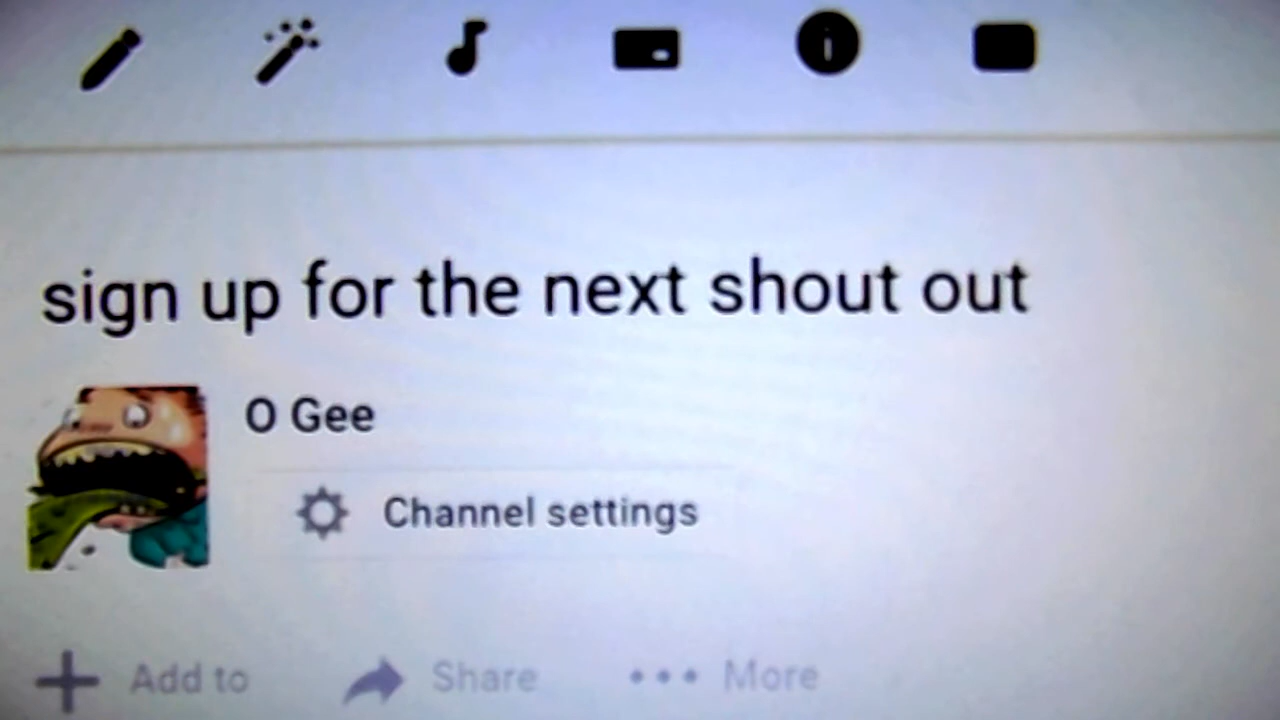 sign up for the next shout out
O Gee
Channel settings
Add to
Share
More